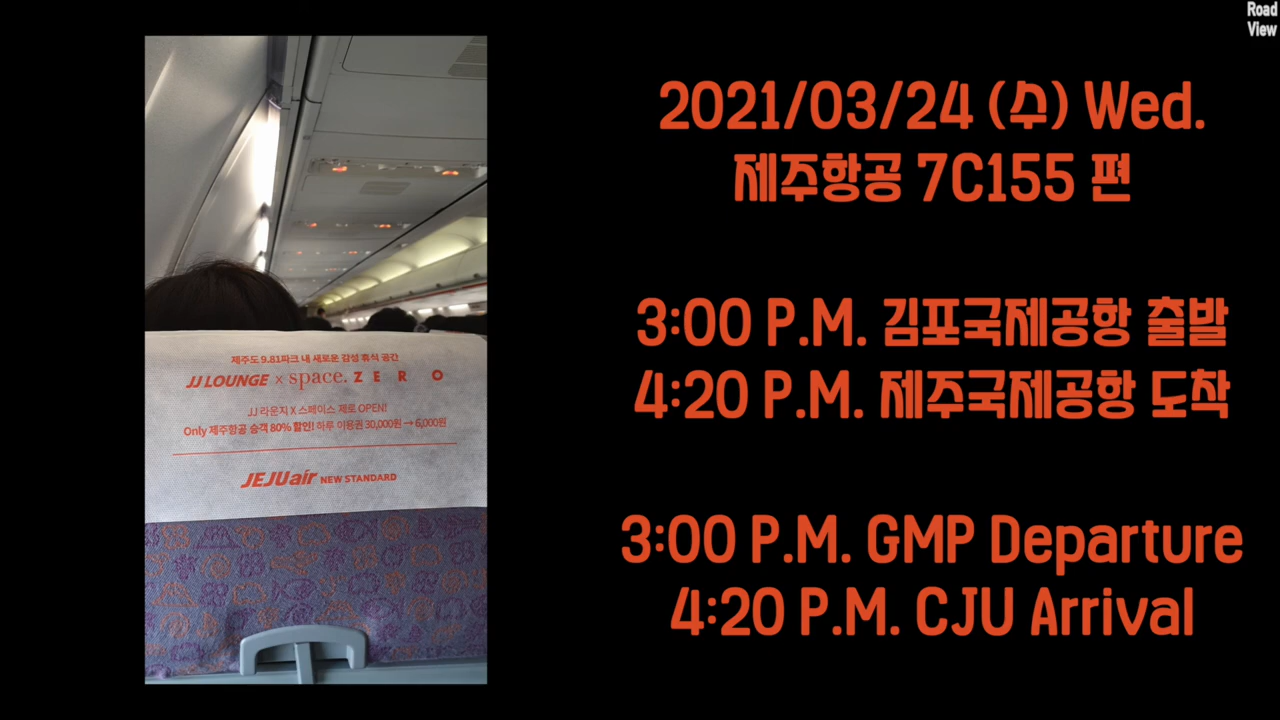 Road
View
2021/03/24 (수) Wed.
제주항공 7C155 편
3:00 P.M. 김포국제공항 출발
4:20 P.M. 제주국제공항 도착
3:00 P.M. GMP Departure
4:20 P.M. CJU Arrival
제주도 9.81파크 내 새로운 감성 휴식 공간
JJ LOUNGE × space. ZERO
JJ 라운지 X 스페이스 제로 OPEN!
Only 제주항공 승객 80% 할인! 하루 이용권 30,000원 → 6,000원
JEJUair NEW STANDARD